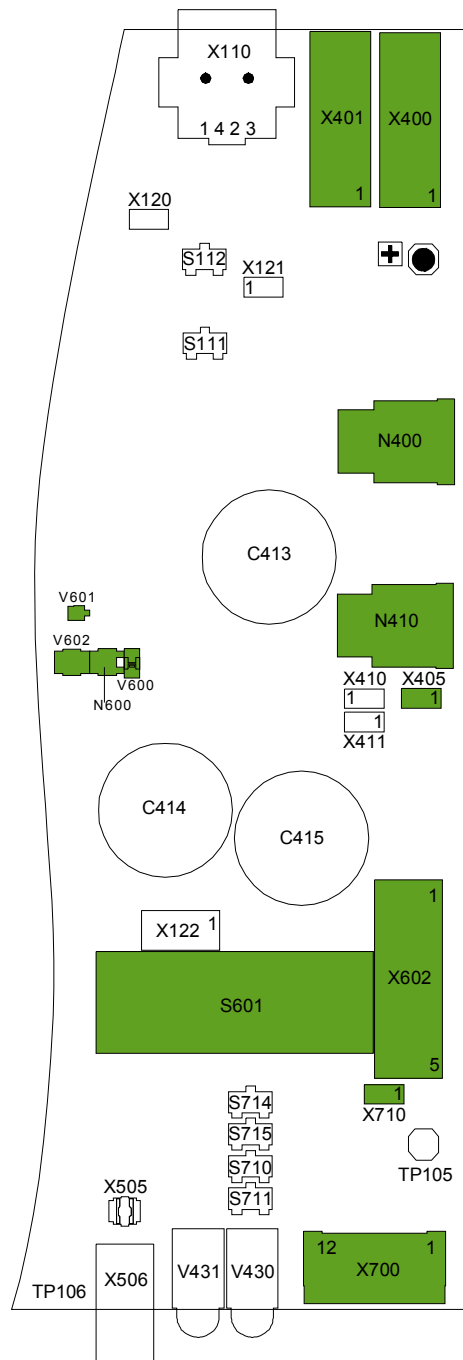 X110
1 4 2 3
X401
1
X400
1
X120
S112
X121
1
S111
N400
C413
V601
V602
V600
N600
N410
X410
1
X405
1
X411
1
C414
C415
X122
1
S601
1
X602
5
X710
1
S714
S715
S710
S711
TP105
X505
TP106
X506
V431
V430
12
1
X700